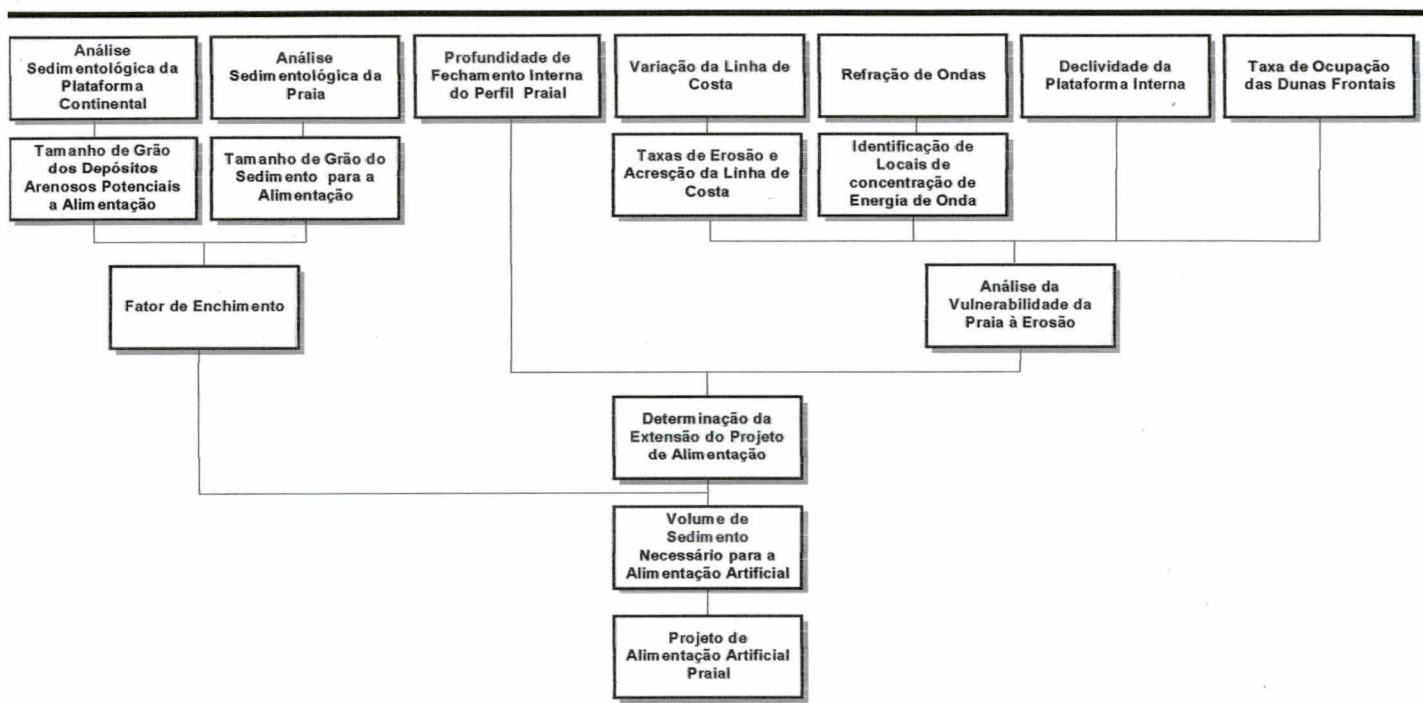 Análise
Sedimentológica da
Plataforma
Continental
Análise
Sedimentológica da
Praia
Profundidade de
Fechamento Interna
do Perfil Praial
Variação da Linha de
Costa
Refração de Ondas
Declividade da
Plataforma Interna
Taxa de Ocupação
das Dunas Frontais
Tamanho de Grão
dos Depósitos
Arenosos Potenciais
a Alimentação
Tamanho de Grão do
Sedimento para a
Alimentação
Taxas de Erosão e
Acresção da Linha de
Costa
Identificação de
Locais de
concentração de
Energia de Onda
Fator de Enchimento
Análise da
Vulnerabilidade da
Praia à Erosão
Determinação da
Extensão do Projeto
de Alimentação
Volume de
Sedimento
Necessário para a
Alimentação Artificial
Projeto de
Alimentação Artificial
Praial